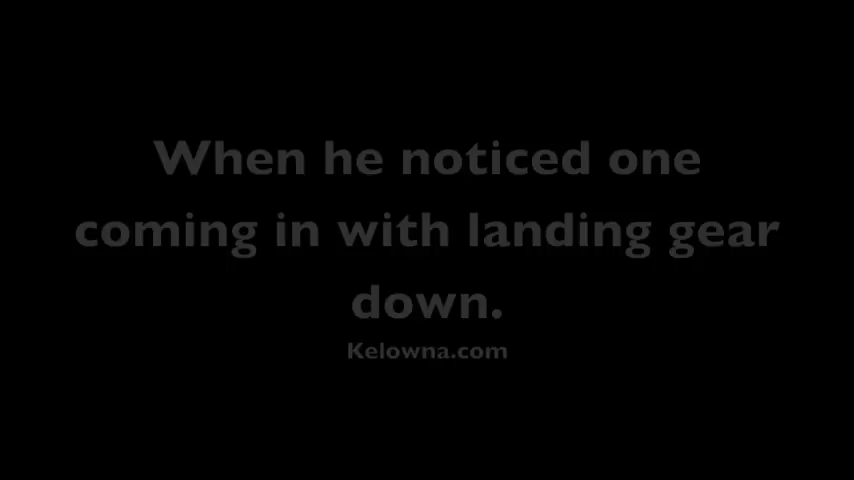 When he noticed one
coming in with landing gear
down.
Kelowna.com